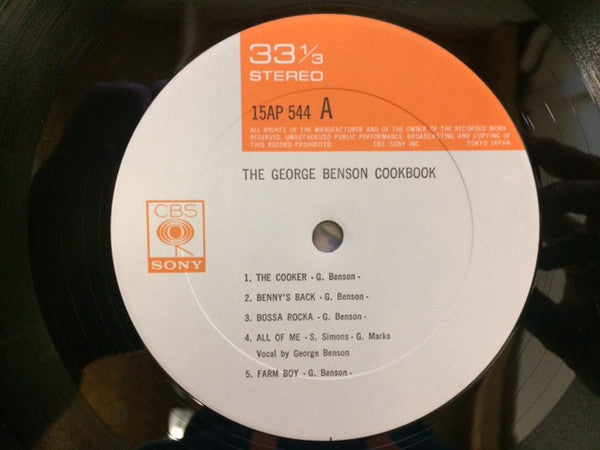 33 1/3
STEREO
15AP 544 A
ALL RIGHTS OF THE MANUFACTURER AND OF THE OWNER OF THE RECORDED WORK
RESERVED. UNAUTHORIZED PUBLIC PERFORMANCE, BROADCASTING AND COPYING OF
THIS RECORD PROHIBITED CBS SONY INC. TOKYO JAPAN
THE GEORGE BENSON COOKBOOK
CBS
SONY
1. THE COOKER - G. Benson -
2. BENNY'S BACK - G. Benson -
3. BOSSA ROCKA - G. Benson -
4. ALL OF ME - S. Simons - G. Marks
Vocal by George Benson
5. FARM BOY - G. Benson -